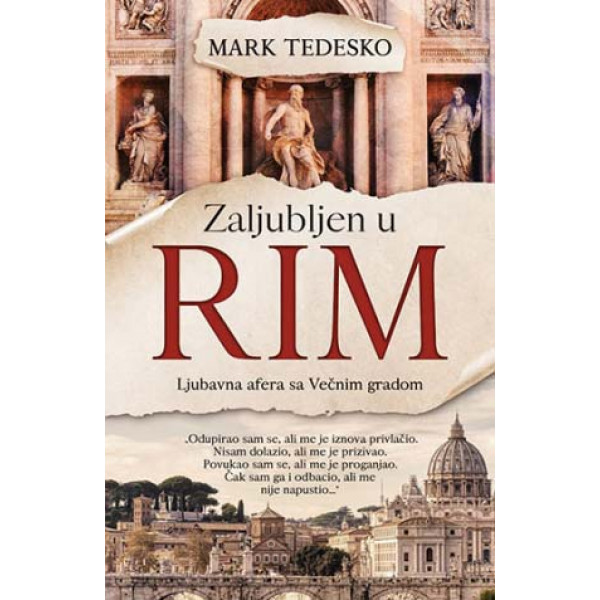 MARK TEDESKO
Zaljubljen u
RIM
Ljubavna afera sa Večnim gradom
„Odupirao sam se, ali me je iznova privlačio.
Nisam dolazio, ali me je prizivao.
Povukao sam se, ali me je proganjao.
Čak sam ga i odbacio, ali me
nije napustio...“